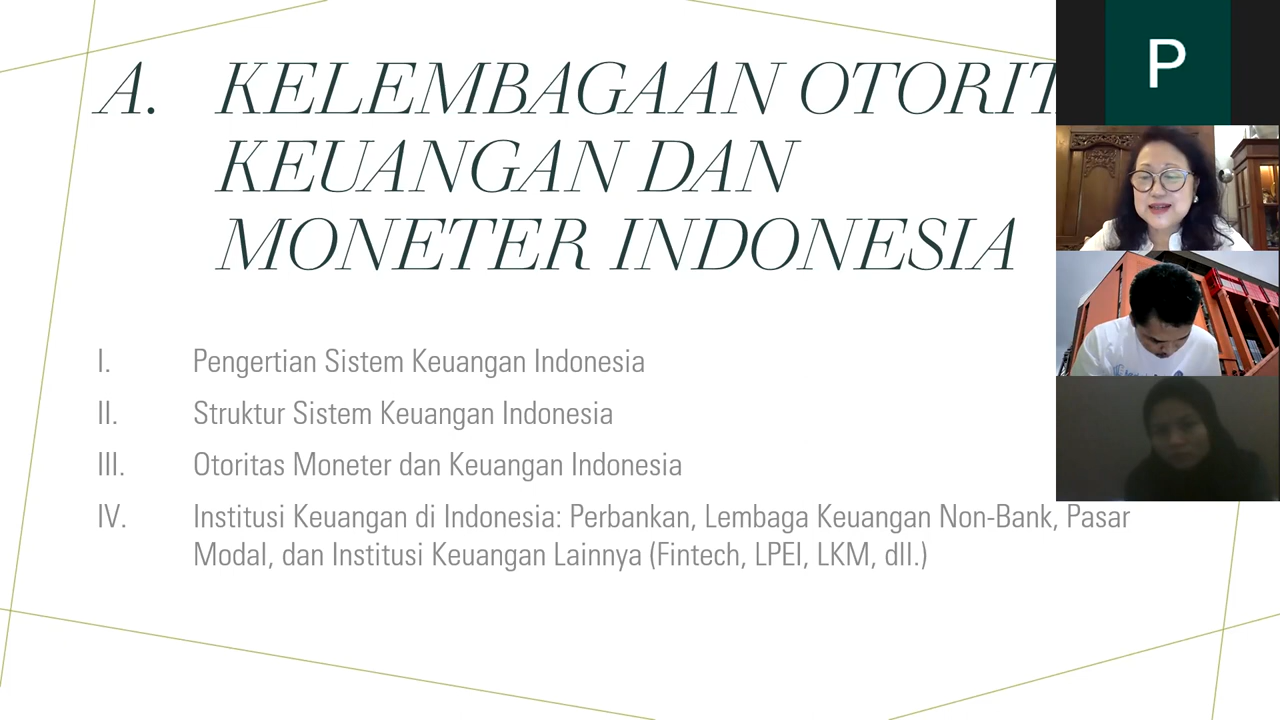 A. KELEMBAGAAN OTORIT
KEUANGAN DAN
MONETER INDONESIA
P
I. Pengertian Sistem Keuangan Indonesia
II. Struktur Sistem Keuangan Indonesia
III. Otoritas Moneter dan Keuangan Indonesia
IV. Institusi Keuangan di Indonesia: Perbankan, Lembaga Keuangan Non-Bank, Pasar
Modal, dan Institusi Keuangan Lainnya (Fintech, LPEI, LKM, dll.)